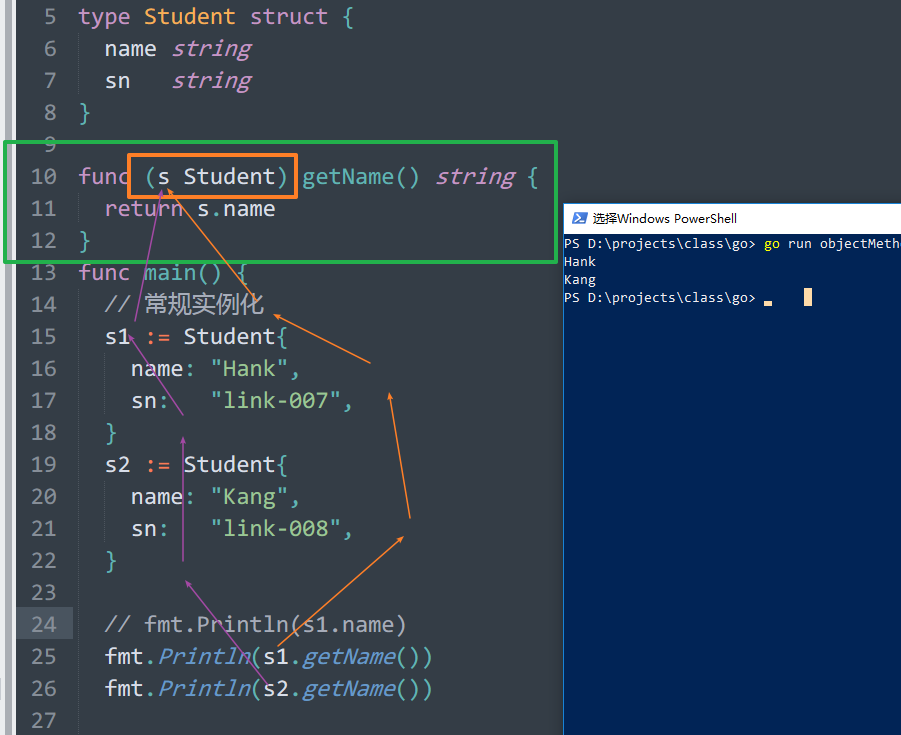 5 type Student struct {
6 name string
7 sn string
8 }
9
10 func (s Student) getName() string {
11 return s.name
12 }
13 func main() {
14 // 常规实例化
15 s1 := Student{
16 name: "Hank",
17 sn: "link-007",
18 }
19 s2 := Student{
20 name: "Kang",
21 sn: "link-008",
22 }
23
24 // fmt.Println(s1.name)
25 fmt.Println(s1.getName())
26 fmt.Println(s2.getName())
27
选择Windows PowerShell
PS D:\projects\class\go> go run objectMetho
Hank
Kang
PS D:\projects\class\go>